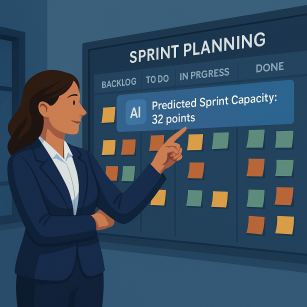 SPRINT PLANNING
BACKLOG TO DO IN PRGRESS DONE
AI Predicted Sprint Capacity:
32 points